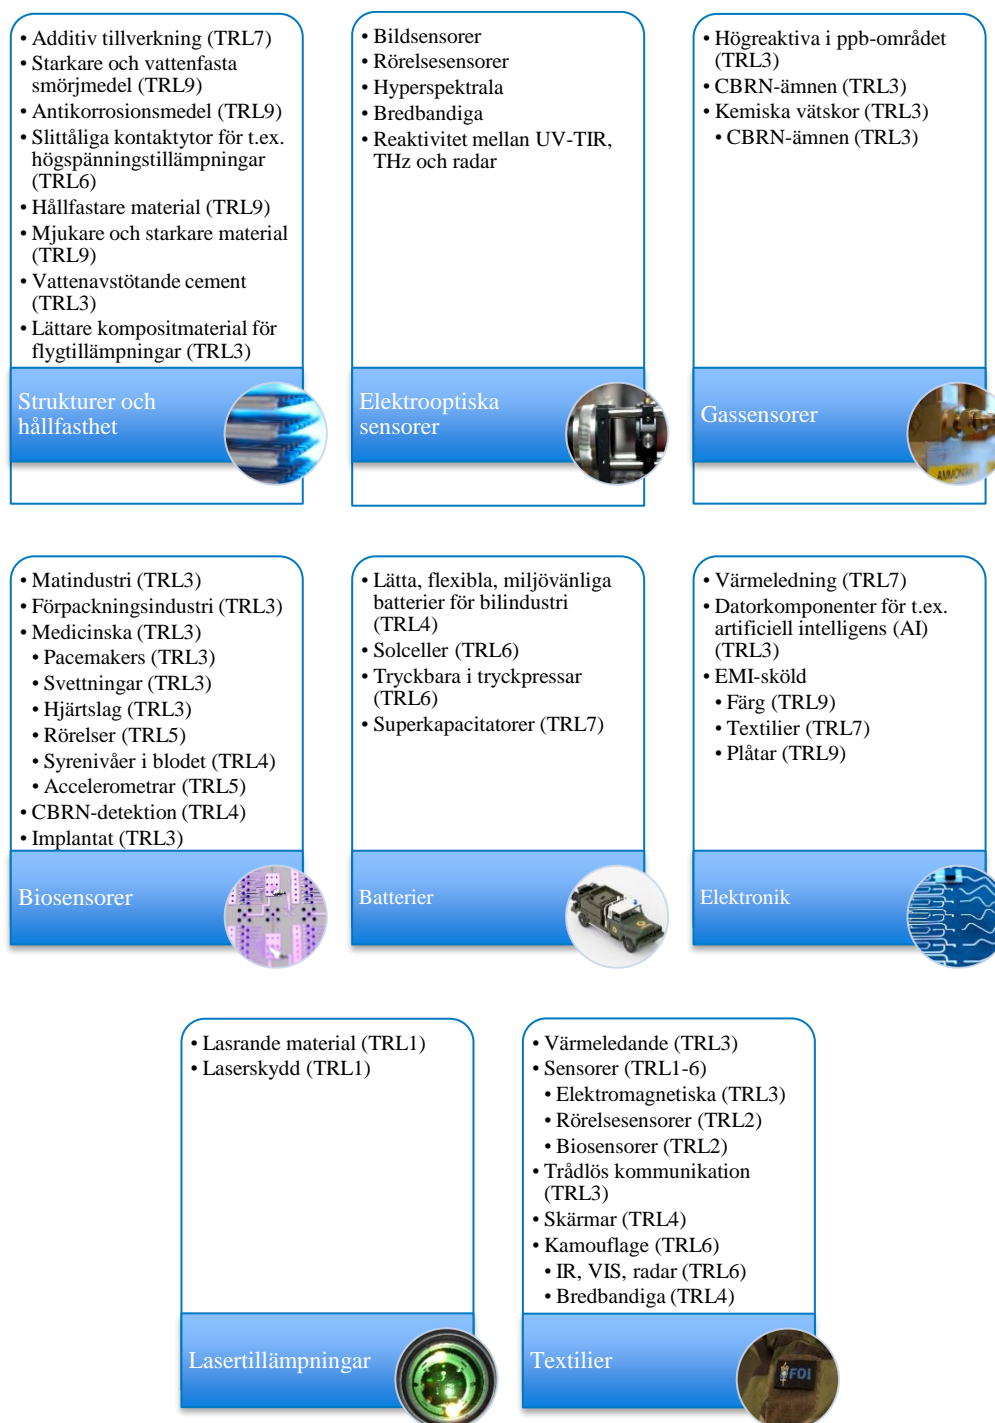 • Additiv tillverkning (TRL7)
• Starkare och vattenfasta
smörjmedel (TRL9)
• Antikorrosionsmedel (TRL9)
• Slittåliga kontaktytor för t.ex.
högspänningstillämpningar
(TRL6)
• Hållfastare material (TRL9)
• Mjukare och starkare material
(TRL9)
• Vattenavstötande cement
(TRL3)
• Lättare kompositmaterial för
flygtillämpningar (TRL3)
Strukturer och
hållfasthet
• Bildsensorer
• Rörelsesensorer
• Hyperspektrala
• Bredbandiga
• Reaktivitet mellan UV-TIR,
THz och radar
Elektrooptiska
sensorer
• Högreaktiva i ppb-området
(TRL3)
• CBRN-ämnen (TRL3)
• Kemiska vätskor (TRL3)
• CBRN-ämnen (TRL3)
Gassensorer
AMMONIAK
• Matindustri (TRL3)
• Förpackningsindustri (TRL3)
• Medicinska (TRL3)
• Pacemakers (TRL3)
• Svettningar (TRL3)
• Hjärtslag (TRL3)
• Rörelser (TRL5)
• Syrenivåer i blodet (TRL4)
• Accelerometrar (TRL5)
• CBRN-detektion (TRL4)
• Implantat (TRL3)
Biosensorer
• Lätta, flexibla, miljövänliga
batterier för bilindustri
(TRL4)
• Solceller (TRL6)
• Tryckbara i tryckpressar
(TRL6)
• Superkapacitatorer (TRL7)
Batterier
• Värmeledning (TRL7)
• Datorkomponenter för t.ex.
artificiell intelligens (AI)
(TRL3)
• EMI-sköld
• Färg (TRL9)
• Textilier (TRL7)
• Plåtar (TRL9)
Elektronik
• Lasrande material (TRL1)
• Laserskydd (TRL1)
Lasertillämpningar
• Värmeledande (TRL3)
• Sensorer (TRL1-6)
• Elektromagnetiska (TRL3)
• Rörelsesensorer (TRL2)
• Biosensorer (TRL2)
• Trådlös kommunikation
(TRL3)
• Skärmar (TRL4)
• Kamouflage (TRL6)
• IR, VIS, radar (TRL6)
• Bredbandiga (TRL4)
Textilier
FOI